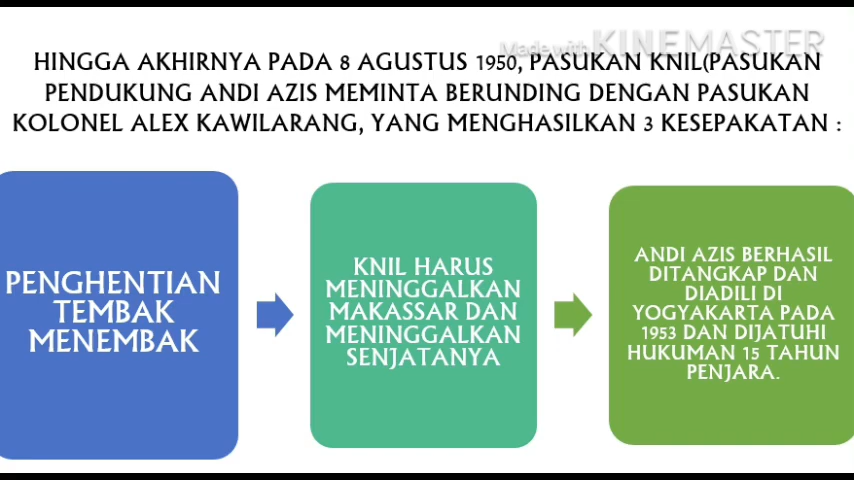 Made with KINEMASTER
HINGGA AKHIRNYA PADA 8 AGUSTUS 1950, PASUKAN KNIL(PASUKAN
PENDUKUNG ANDI AZIS MEMINTA BERUNDING DENGAN PASUKAN
KOLONEL ALEX KAWILARANG, YANG MENGHASILKAN 3 KESEPAKATAN :
PENGHENTIAN
TEMBAK
MENEMBAK
KNIL HARUS
MENINGGALKAN
MAKASSAR DAN
MENINGGALKAN
SENJATANYA
ANDI AZIS BERHASIL
DITANGKAP DAN
DIADILI DI
YOGYAKARTA PADA
1953 DAN DIJATUHI
HUKUMAN 15 TAHUN
PENJARA.